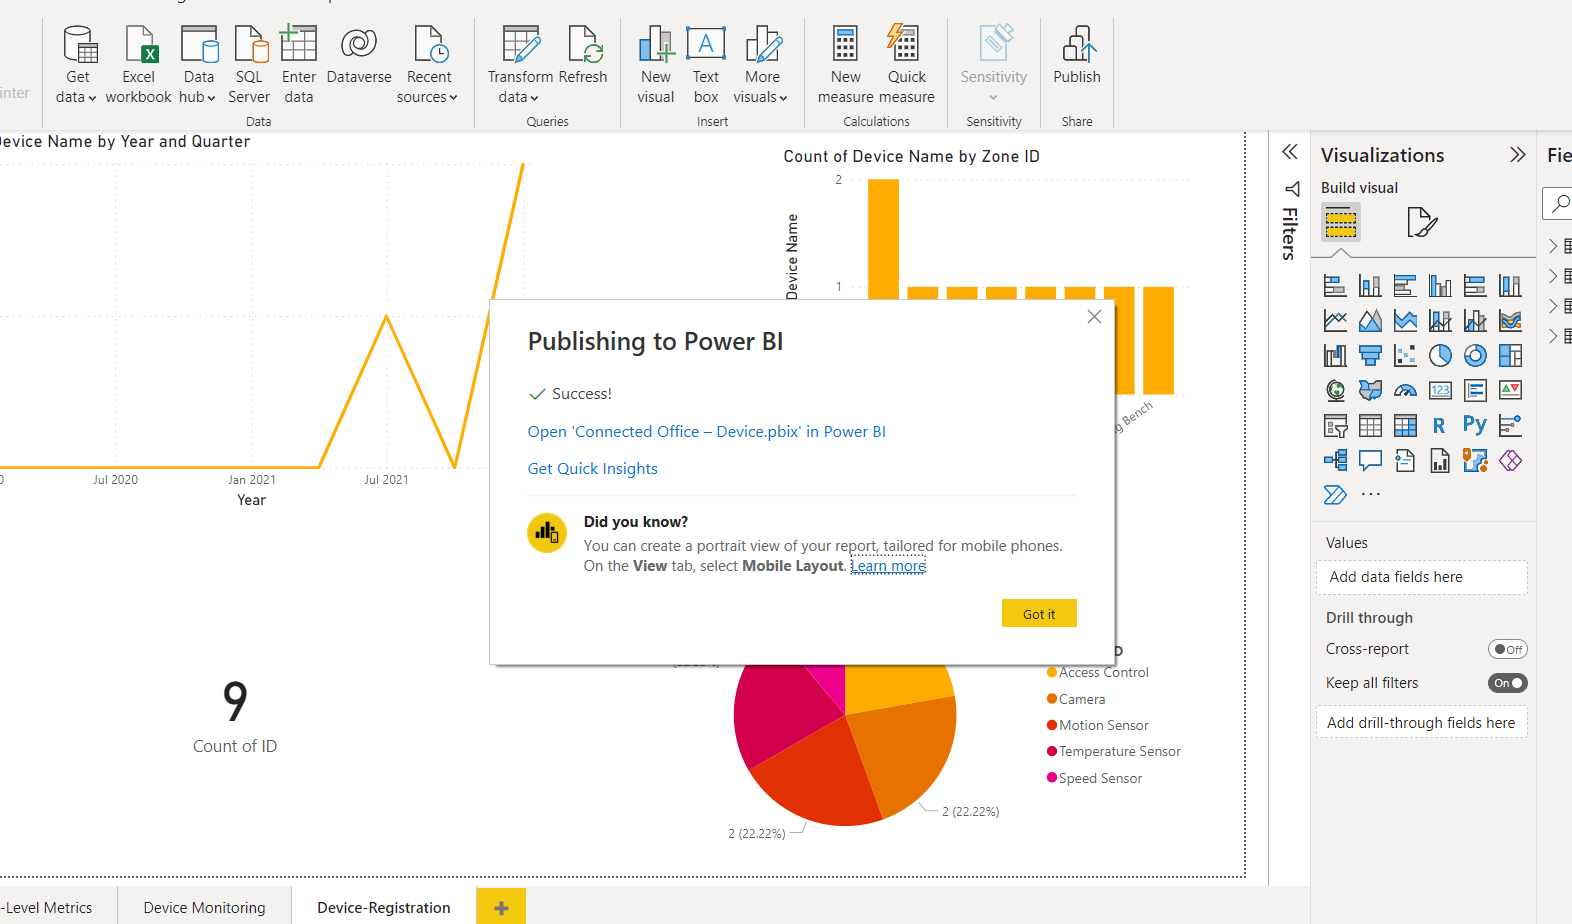 Get data
Excel workbook
Data hub
SQL Server
Enter data
Dataverse
Recent sources
Transform data
Refresh
New visual
Text box
More visuals
New measure
Quick measure
Sensitivity
Publish
Data
Queries
Insert
Calculations
Sensitivity
Share
Device Name by Year and Quarter
Jul 2020
Jan 2021
Jul 2021
Year
Count of Device Name by Zone ID
Device Name
2
1
Bench
Publishing to Power BI
Success!
Open 'Connected Office – Device.pbix' in Power BI
Get Quick Insights
Did you know?
You can create a portrait view of your report, tailored for mobile phones.
On the View tab, select Mobile Layout. Learn more
Got it
9
Count of ID
Access Control
Camera
Motion Sensor
Temperature Sensor
Speed Sensor
2 (22.22%)
2 (22.22%)
Filters
Visualizations
Build visual
123
R
Py
Values
Add data fields here
Drill through
Cross-report
Off
Keep all filters
On
Add drill-through fields here
Fie
-Level Metrics
Device Monitoring
Device-Registration